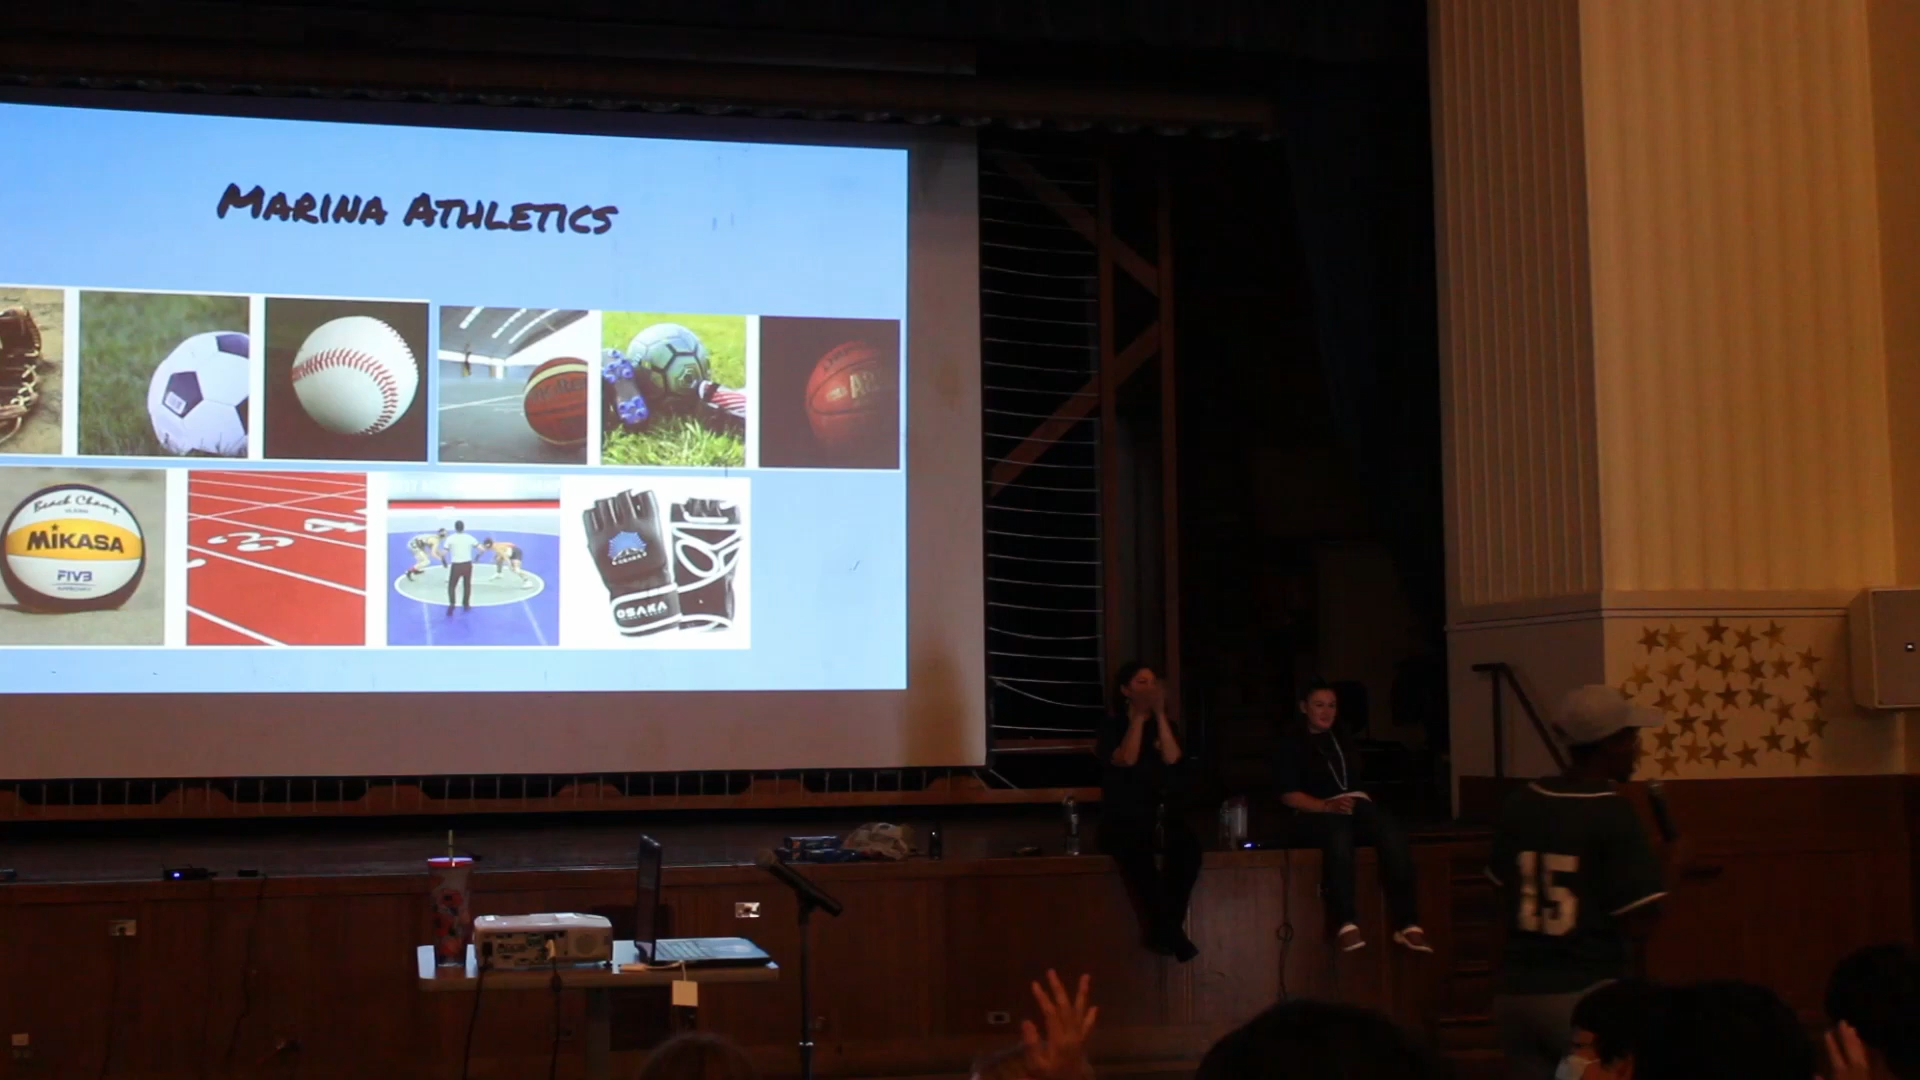 MARINA ATHLETICS
Beach Champ
MIKASA
FIVB
OSAKA
15